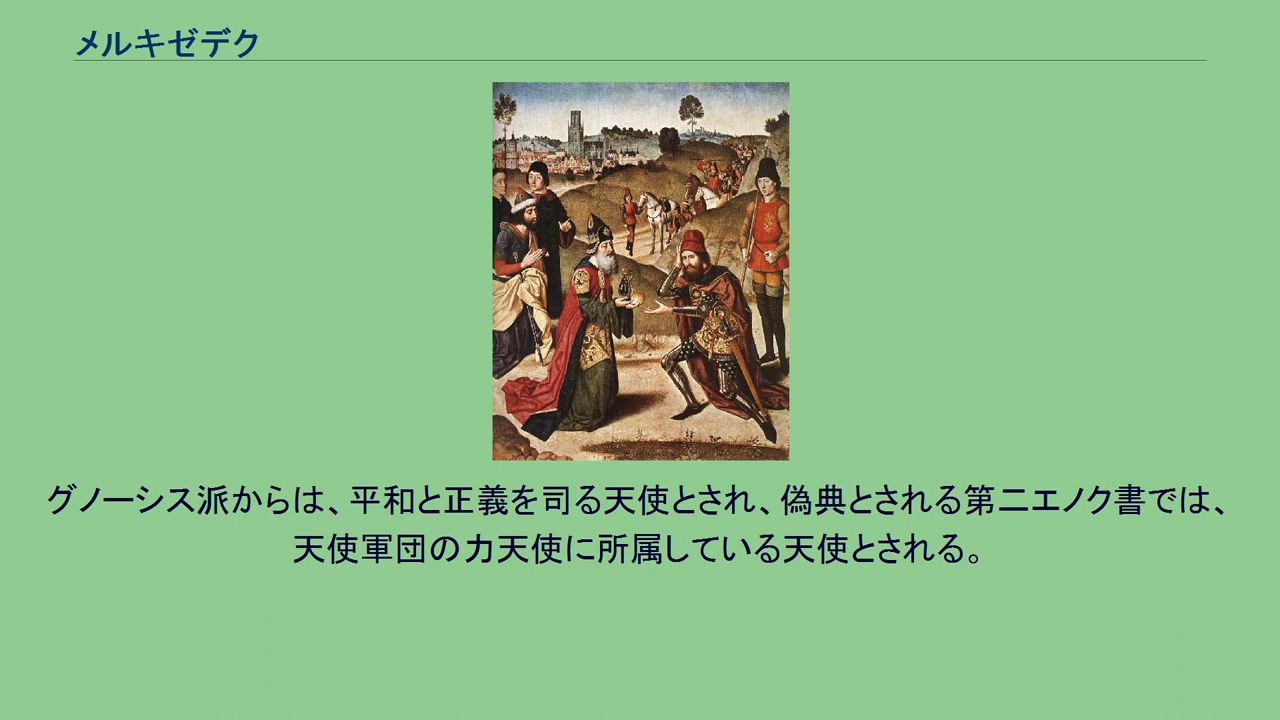 メルキゼデク
グノーシス派からは、平和と正義を司る天使とされ、偽典とされる第二エノク書では、
天使軍団の力天使に所属している天使とされる。